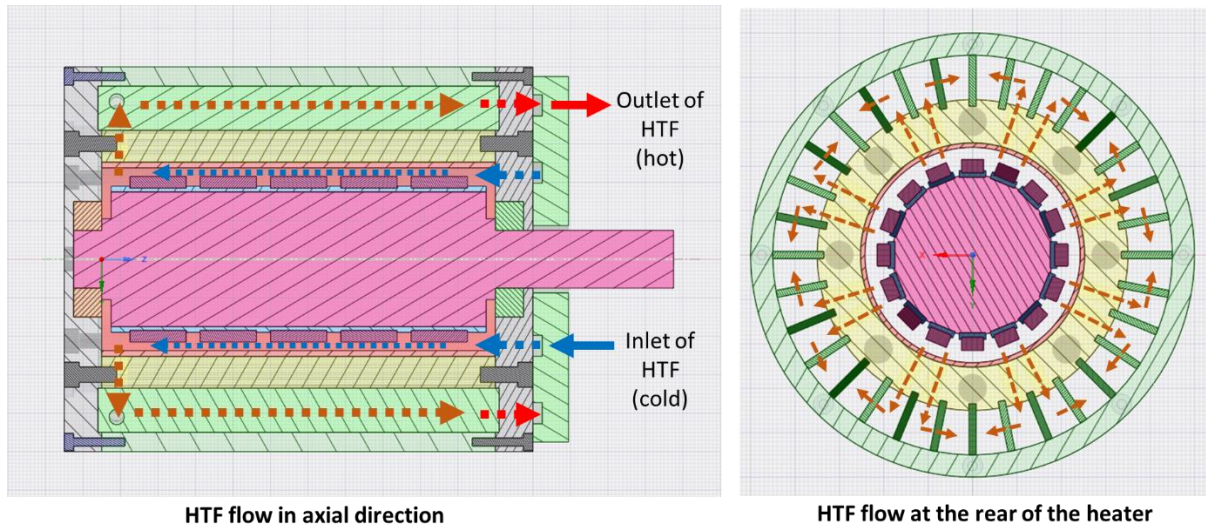 Outlet of
HTF
(hot)
Inlet of
HTF
(cold)
z
x
HTF flow in axial direction
HTF flow at the rear of the heater